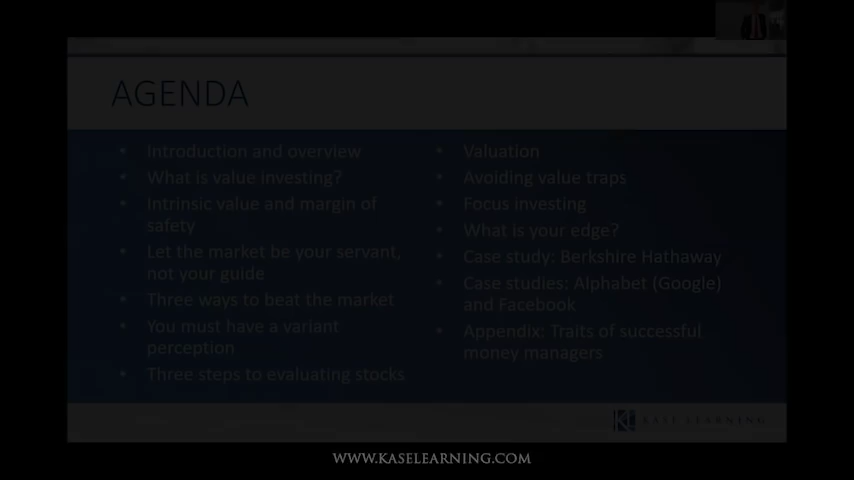 AGENDA
• Introduction and overview
• What is value investing?
• Intrinsic value and margin of
safety
• Let the market be your servant,
not your guide
• Three ways to beat the market
• You must have a variant
perception
• Three steps to evaluating stocks
• Valuation
• Avoiding value traps
• Focus investing
• What is your edge?
• Case study: Berkshire Hathaway
• Case studies: Alphabet (Google)
and Facebook
• Appendix: Traits of successful
money managers
KL KASE LEARNING
WWW.KASELEARNING.COM